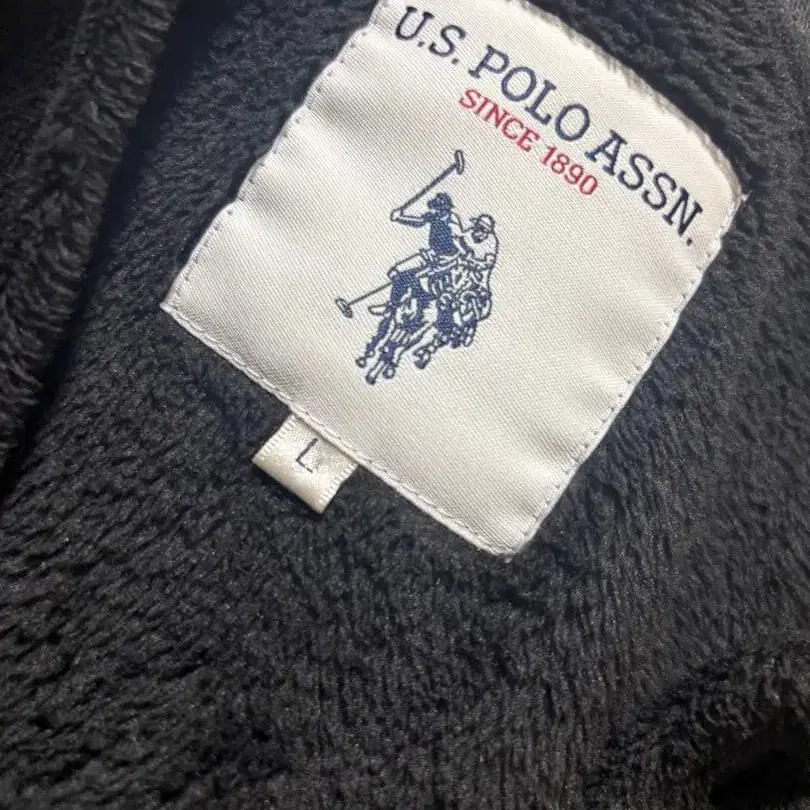 U.S. POLO ASSN.
SINCE 1890
L